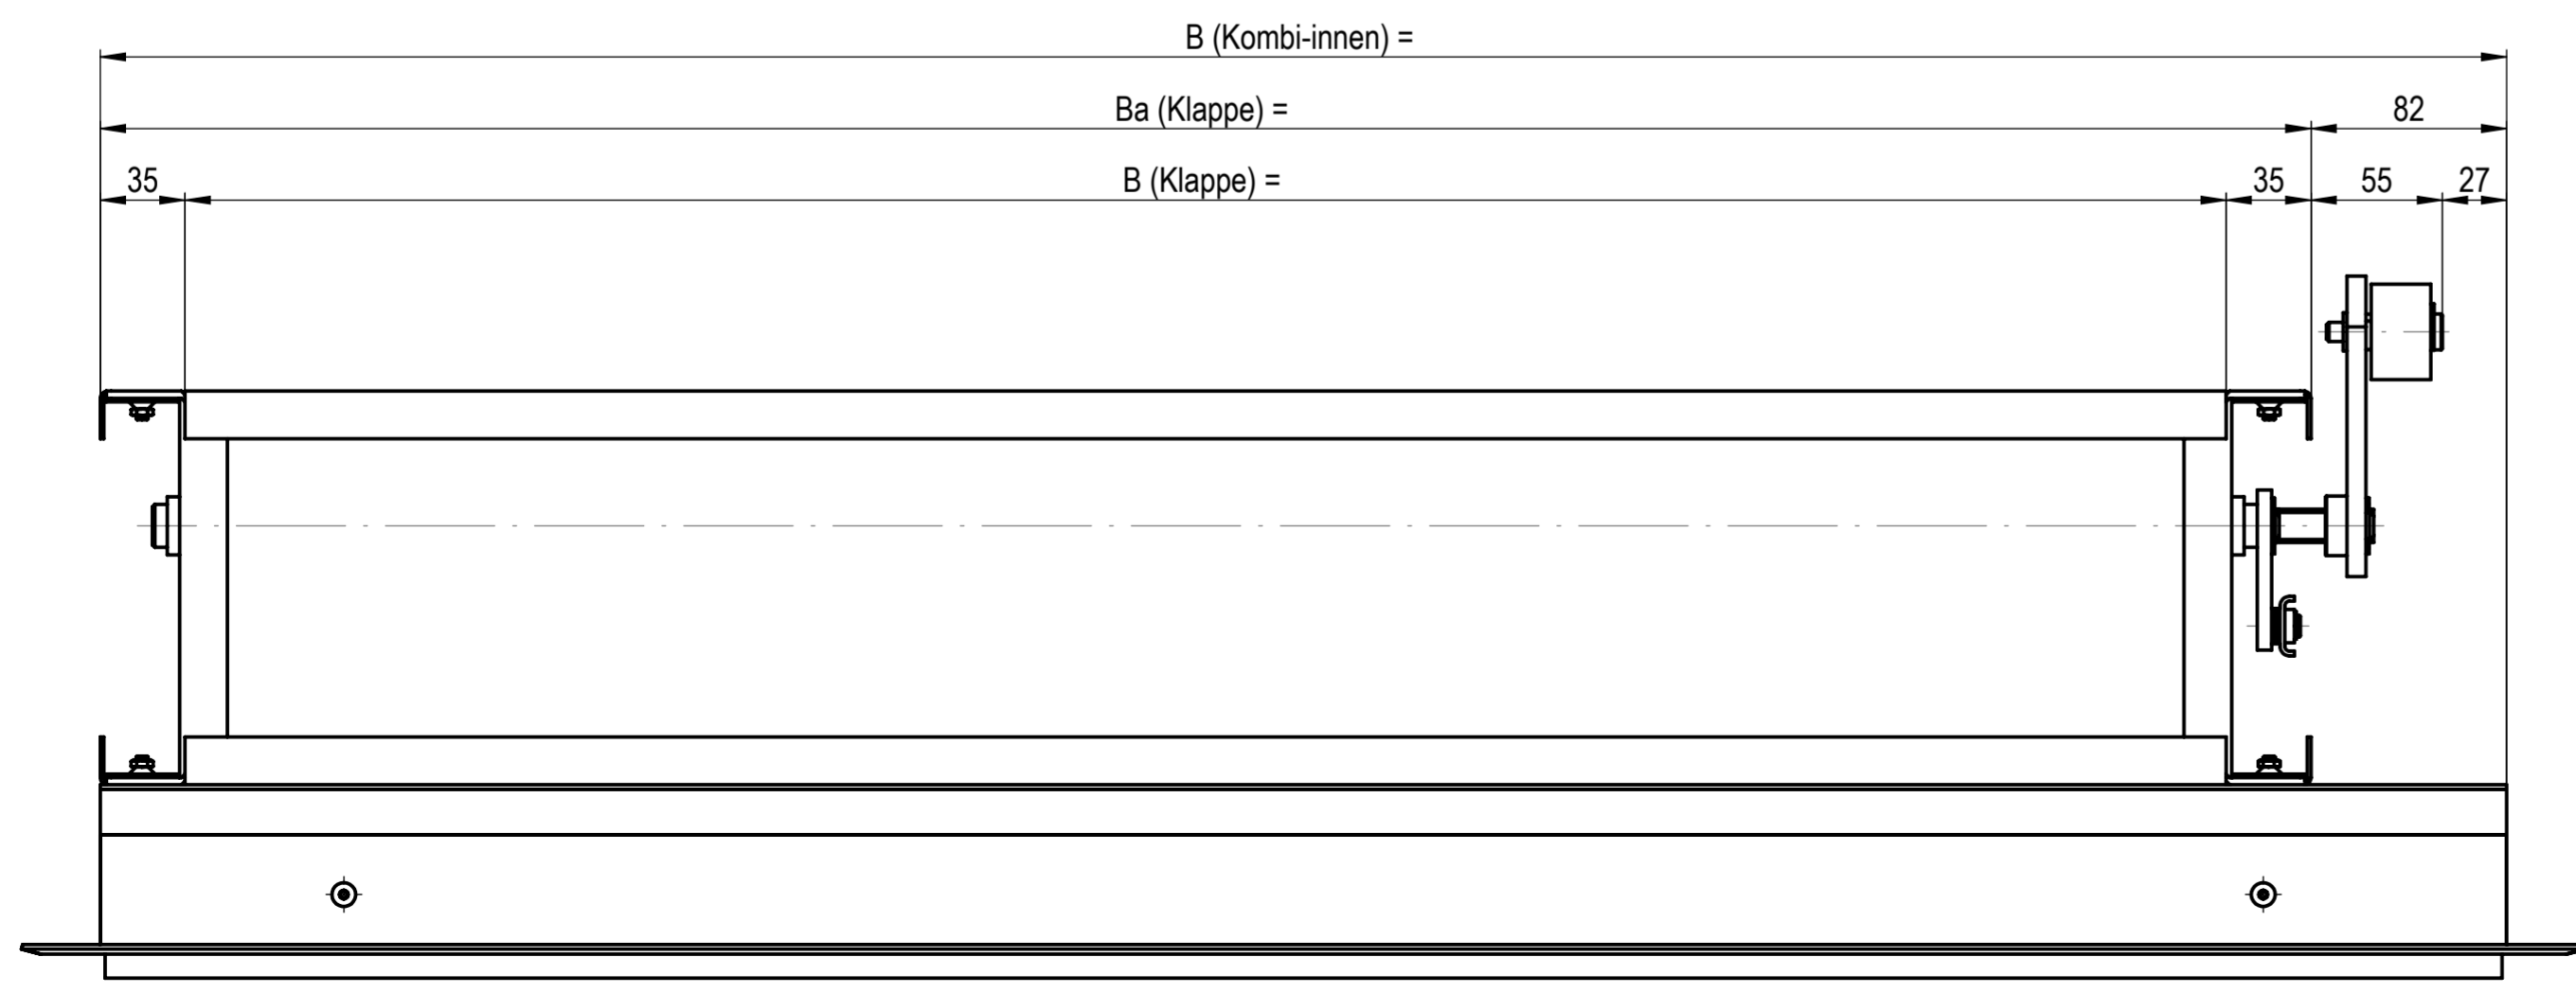 B (Kombi-innen) =
Ba (Klappe) = 82
35 B (Klappe) = 35 55 27